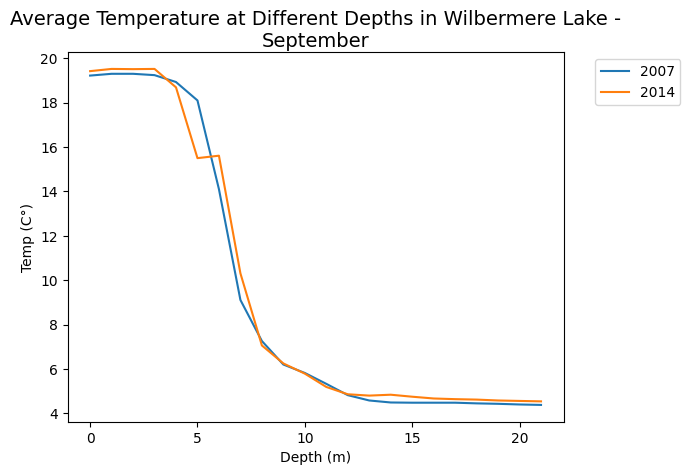 Average Temperature at Different Depths in Wilbermere Lake -
September
2007
2014
20
18
16
14
12
10
8
6
4
Temp (C°)
0 5 10 15 20
Depth (m)